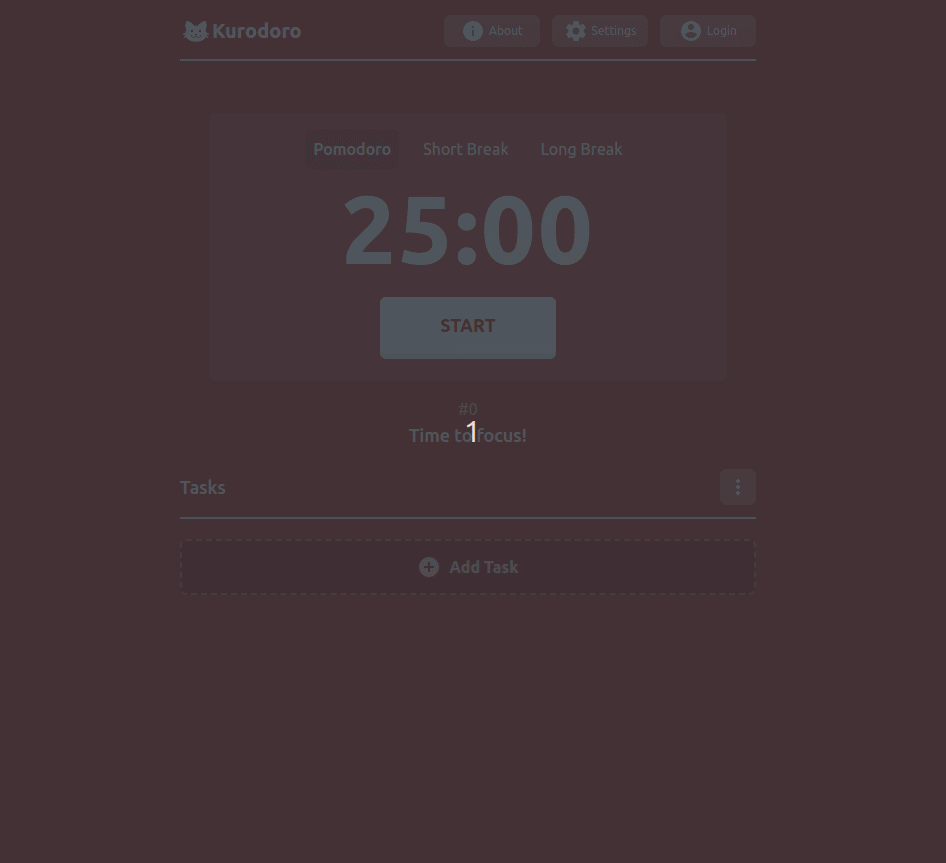 Kurodoro
About
Settings
Login
Pomodoro
Short Break
Long Break
25:00
START
#0
Time to focus!
1
Tasks
Add Task